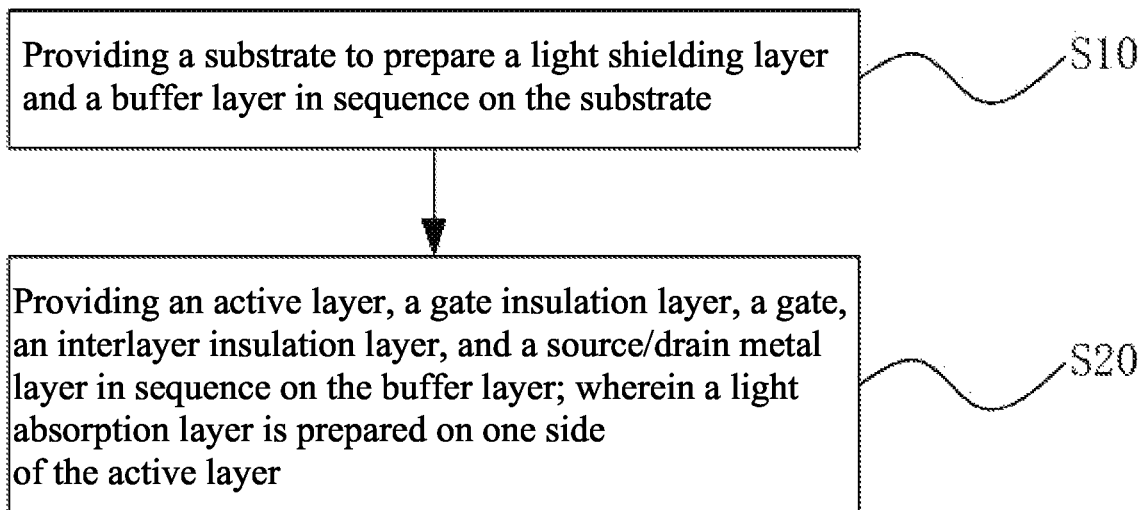 Providing a substrate to prepare a light shielding layer
and a buffer layer in sequence on the substrate
S10
Providing an active layer, a gate insulation layer, a gate,
an interlayer insulation layer, and a source/drain metal
layer in sequence on the buffer layer; wherein a light
absorption layer is prepared on one side
of the active layer
S20